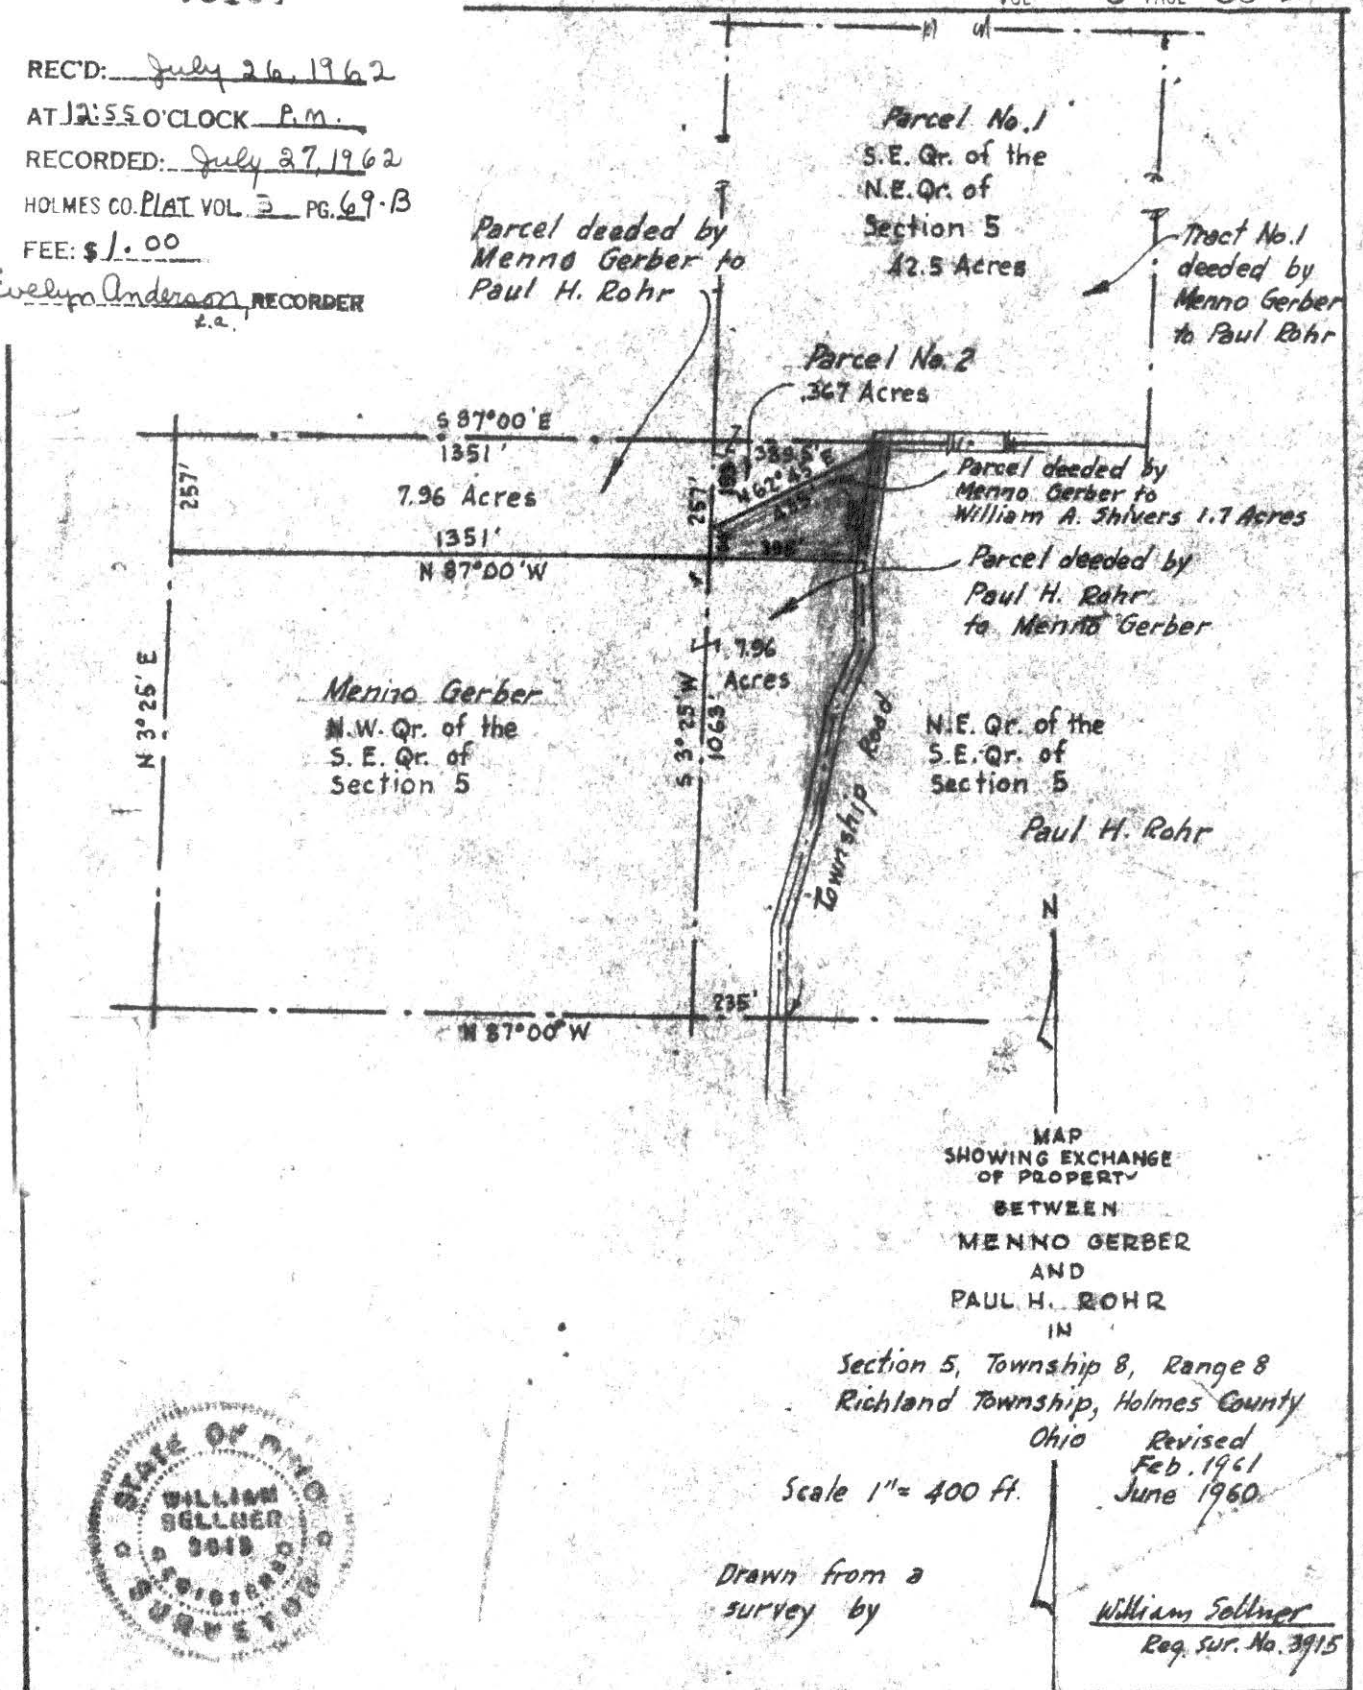 REC'D: July 26, 1962
AT 12:55 O'CLOCK P.M.
RECORDED: July 27, 1962
HOLMES CO. PLAT VOL. 3 PG. 69-B
FEE: $1.00
Evelyn Anderson, RECORDER
Parcel No. 1
S.E. Qr. of the
N.E. Qr. of
Section 5
42.5 Acres
Parcel deeded by
Menno Gerber to
Paul H. Rohr
Tract No. 1
deeded by
Menno Gerber
to Paul Rohr
Parcel No. 2
.367 Acres
S 87°00' E
1351'
257'
7.96 Acres
257'
1351'
N 87°00' W
389.5'
N 62°45' E
Parcel deeded by
Menno Gerber to
William A. Shivers 1.7 Acres
Parcel deeded by
Paul H. Rohr
to Menno Gerber
7.96
Acres
N 3°25' E
Menno Gerber
N.W. Qr. of the
S. E. Qr. of
Section 5
S 3°25' W
1063'
Township Road
N.E. Qr. of the
S.E. Qr. of
Section 5
Paul H. Rohr
235'
N 87°00' W
N
MAP
SHOWING EXCHANGE
OF PROPERTY
BETWEEN
MENNO GERBER
AND
PAUL H. ROHR
IN
Section 5, Township 8, Range 8
Richland Township, Holmes County
Ohio Revised
Feb. 1961
Scale 1" = 400 ft. June 1960
Drawn from a
survey by
William Sellner
Reg. Sur. No. 3915
STATE OF OHIO
WILLIAM
SELLNER
REGISTERED